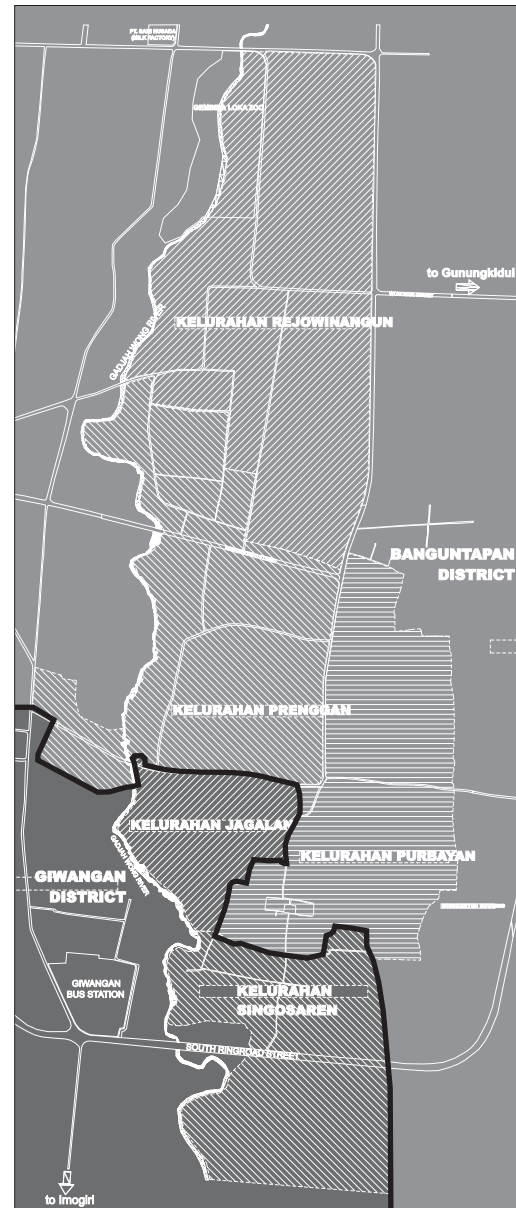 PT. SARI HUSADA
(MILK FACTORY)
GEMBIRA LOKA ZOO
to Gunungkidul
GADJAH WONG RIVER
KELURAHAN REJOWINANGUN
BANGUNTAPAN
DISTRICT
KELURAHAN PRENGGAN
KELURAHAN JAGALAN
GADJAH WONG RIVER
KELURAHAN PURBAYAN
GIWANGAN
DISTRICT
GIWANGAN
BUS STATION
KELURAHAN
SINGOSAREN
SOUTH RINGROAD STREET
to Imogiri